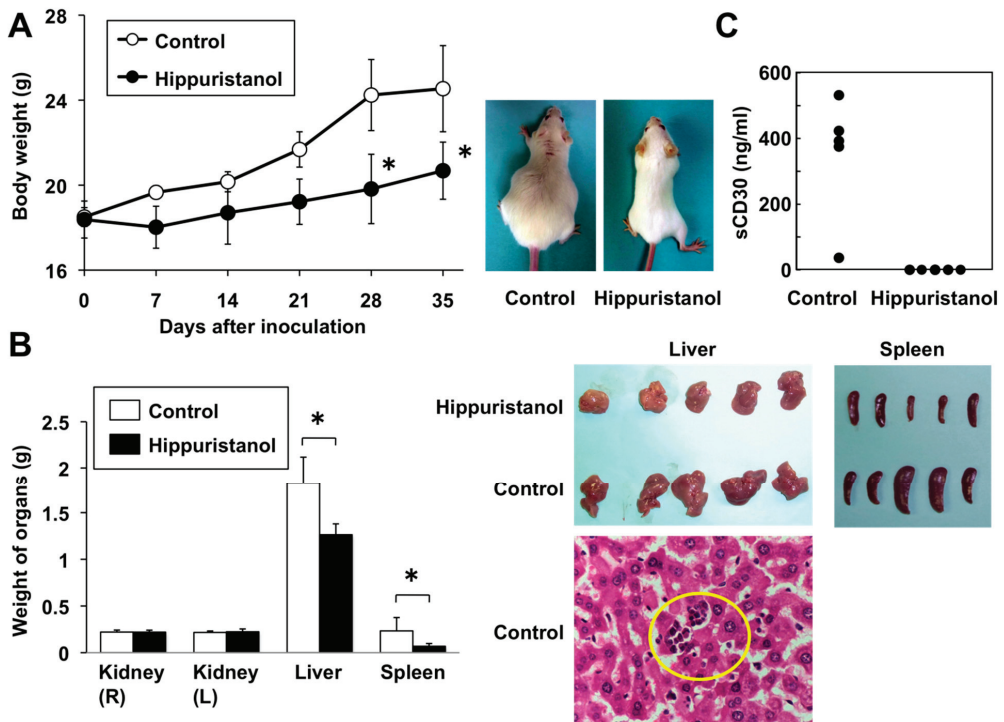 A
Control
Hippuristanol
Body weight (g)
28
24
20
16
0
7
14
21
28
35
Days after inoculation
*
*
Control
Hippuristanol
C
sCD30 (ng/ml)
600
400
200
0
Control
Hippuristanol
B
Control
Hippuristanol
Weight of organs (g)
2.5
2
1.5
1
0.5
0
*
*
Kidney
(R)
Kidney
(L)
Liver
Spleen
Liver
Spleen
Hippuristanol
Control
Control